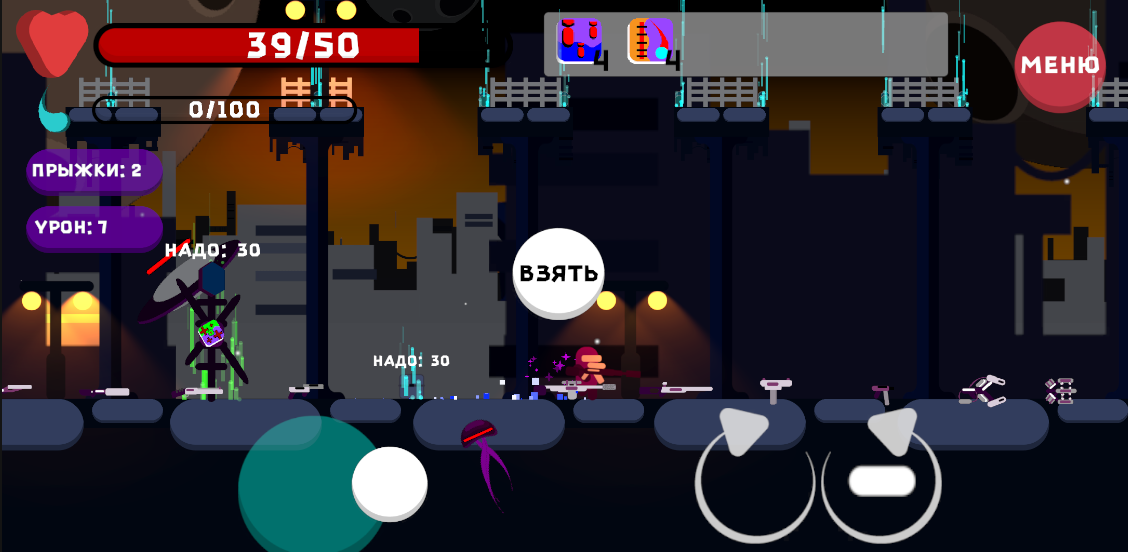 39/50
4
4
МЕНЮ
0/100
ПРЫЖКИ: 2
УРОН: 7
НАДО: 30
ВЗЯТЬ
НАДО: 30